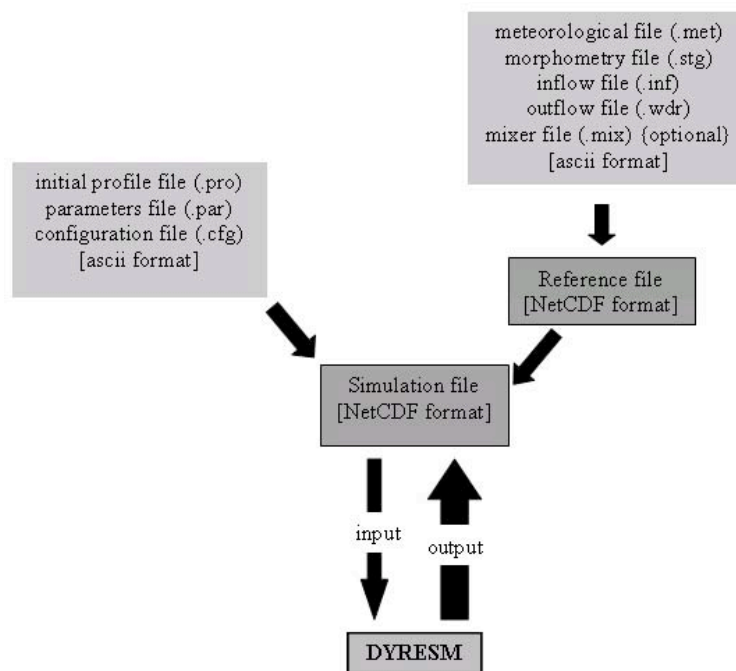 meteorological file (.met)
morphometry file (.stg)
inflow file (.inf)
outflow file (.wdr)
mixer file (.mix) {optional}
[ascii format]
initial profile file (.pro)
parameters file (.par)
configuration file (.cfg)
[ascii format]
Reference file
[NetCDF format]
Simulation file
[NetCDF format]
input
output
DYRESM